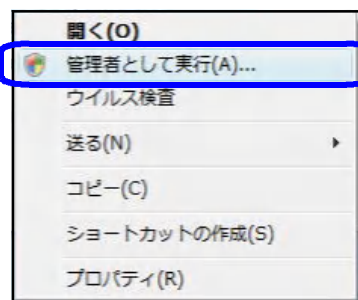 開く(O)
管理者として実行(A)...
ウイルス検査
送る(N)
コピー(C)
ショートカットの作成(S)
プロパティ(R)